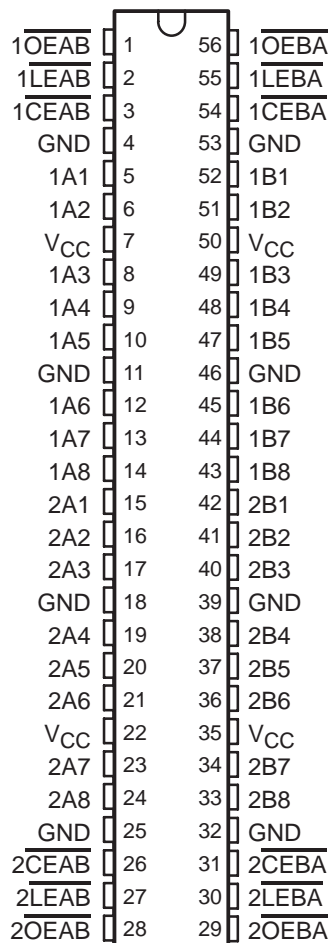 1OEAB 1 56 1OEBA
1LEAB 2 55 1LEBA
1CEAB 3 54 1CEBA
GND 4 53 GND
1A1 5 52 1B1
1A2 6 51 1B2
VCC 7 50 VCC
1A3 8 49 1B3
1A4 9 48 1B4
1A5 10 47 1B5
GND 11 46 GND
1A6 12 45 1B6
1A7 13 44 1B7
1A8 14 43 1B8
2A1 15 42 2B1
2A2 16 41 2B2
2A3 17 40 2B3
GND 18 39 GND
2A4 19 38 2B4
2A5 20 37 2B5
2A6 21 36 2B6
VCC 22 35 VCC
2A7 23 34 2B7
2A8 24 33 2B8
GND 25 32 GND
2CEAB 26 31 2CEBA
2LEAB 27 30 2LEBA
2OEAB 28 29 2OEBA